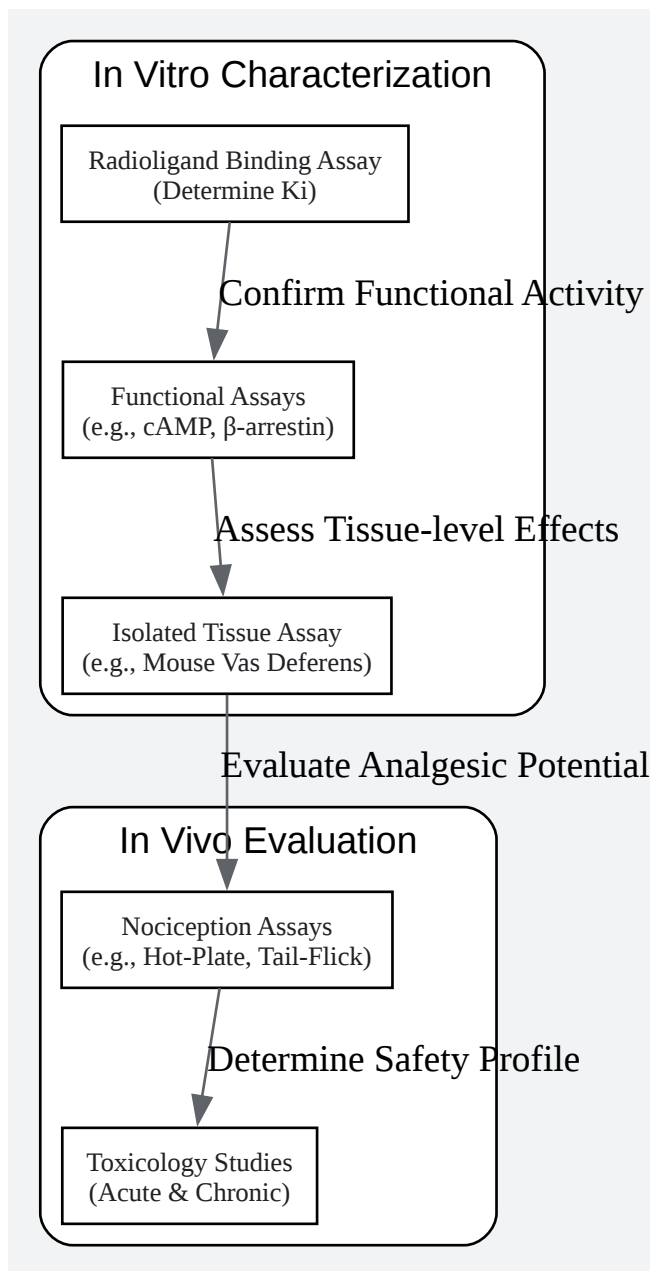 In Vitro Characterization
Radioligand Binding Assay
(Determine Ki)
Confirm Functional Activity
Functional Assays
(e.g., cAMP, β-arrestin)
Assess Tissue-level Effects
Isolated Tissue Assay
(e.g., Mouse Vas Deferens)
Evaluate Analgesic Potential
In Vivo Evaluation
Nociception Assays
(e.g., Hot-Plate, Tail-Flick)
Determine Safety Profile
Toxicology Studies
(Acute & Chronic)